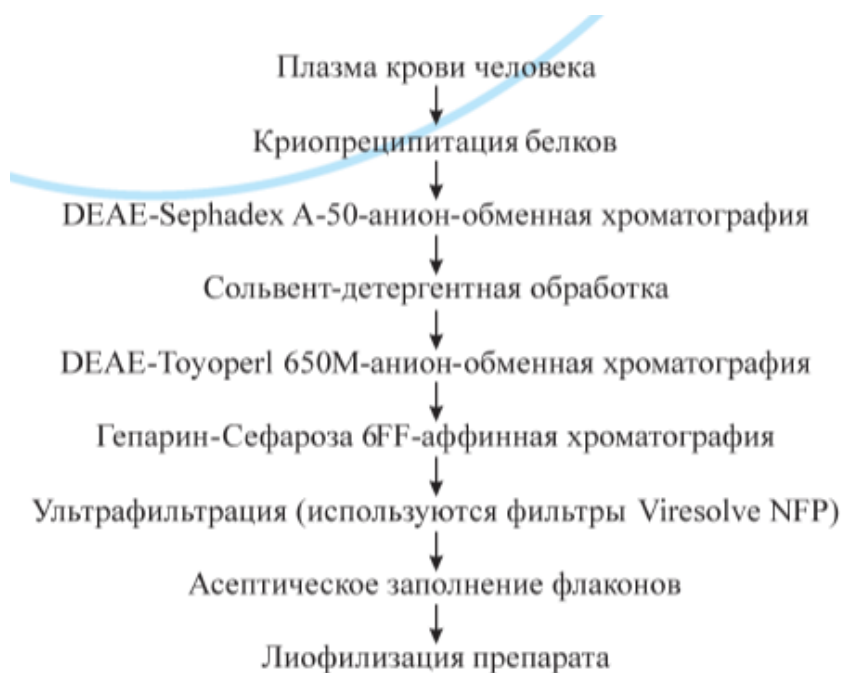 Плазма крови человека
Криопреципитация белков
DEAE-Sephadex A-50-анион-обменная хроматография
Сольвент-детергентная обработка
DEAE-Toyoperl 650M-анион-обменная хроматография
Гепарин-Сефароза 6FF-аффинная хроматография
Ультрафильтрация (используются фильтры Viresolve NFP)
Асептическое заполнение флаконов
Лиофилизация препарата